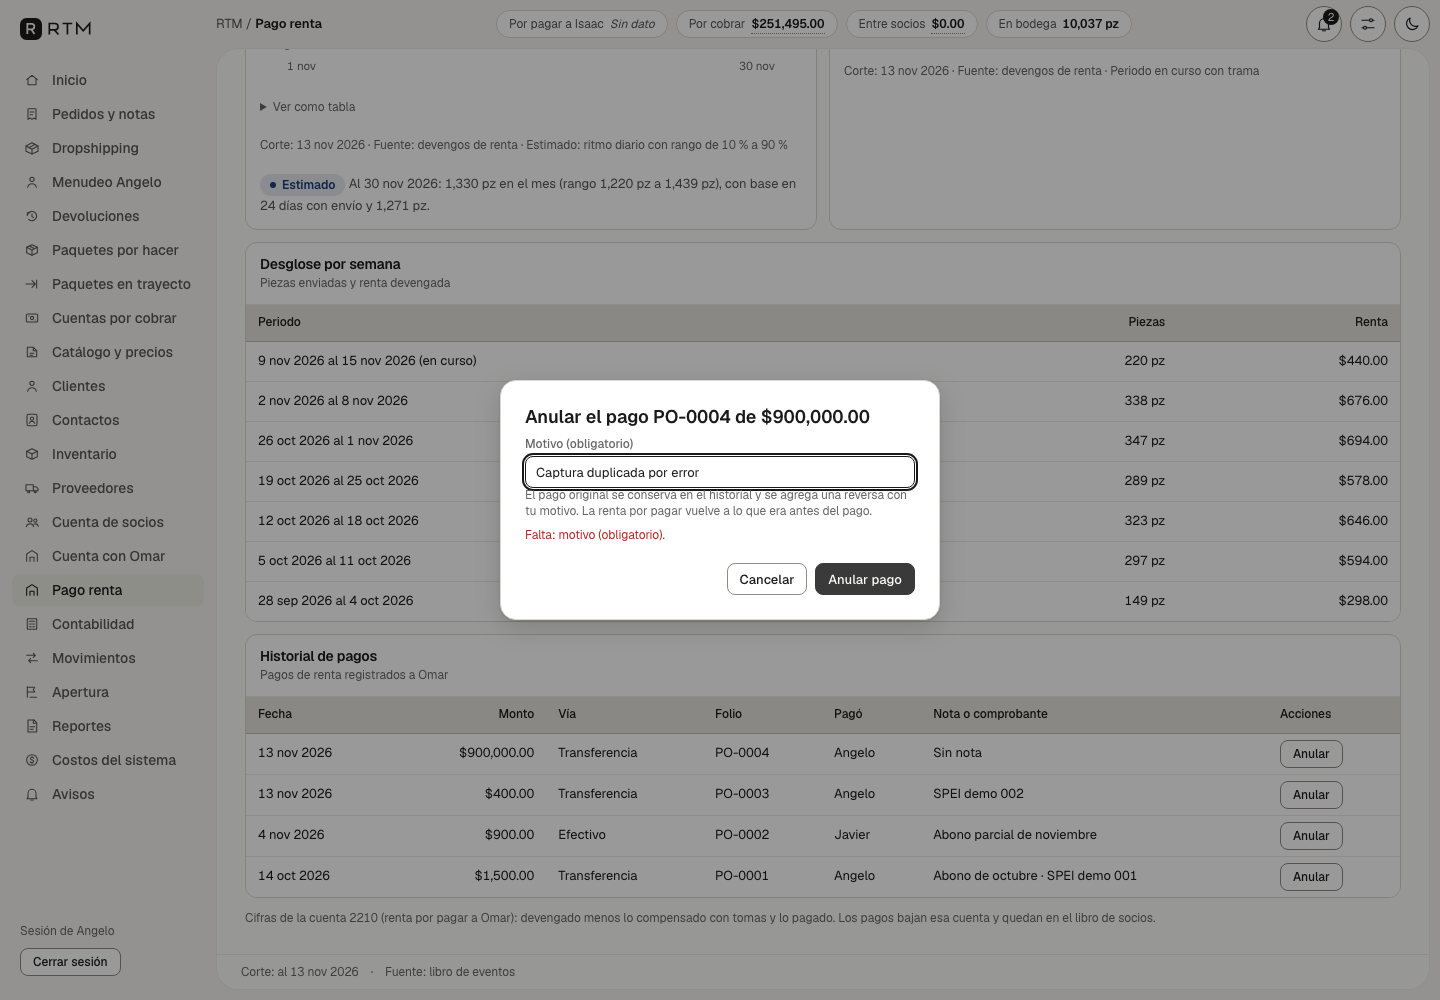 RTM
RTM / Pago renta
Por pagar a Isaac Sin dato
Por cobrar $251,495.00
Entre socios $0.00
En bodega 10,037 pz
2
Inicio
Pedidos y notas
Dropshipping
Menudeo Angelo
Devoluciones
Paquetes por hacer
Paquetes en trayecto
Cuentas por cobrar
Catálogo y precios
Clientes
Contactos
Inventario
Proveedores
Cuenta de socios
Cuenta con Omar
Pago renta
Contabilidad
Movimientos
Apertura
Reportes
Costos del sistema
Avisos
Sesión de Angelo
Cerrar sesión
1 nov 30 nov
Ver como tabla
Corte: 13 nov 2026 · Fuente: devengos de renta · Estimado: ritmo diario con rango de 10 % a 90 %
Estimado Al 30 nov 2026: 1,330 pz en el mes (rango 1,220 pz a 1,439 pz), con base en
24 días con envío y 1,271 pz.
Corte: 13 nov 2026 · Fuente: devengos de renta · Periodo en curso con trama
Desglose por semana
Piezas enviadas y renta devengada
Periodo Piezas Renta
9 nov 2026 al 15 nov 2026 (en curso) 220 pz $440.00
2 nov 2026 al 8 nov 2026 338 pz $676.00
26 oct 2026 al 1 nov 2026 347 pz $694.00
19 oct 2026 al 25 oct 2026 289 pz $578.00
12 oct 2026 al 18 oct 2026 323 pz $646.00
5 oct 2026 al 11 oct 2026 297 pz $594.00
28 sep 2026 al 4 oct 2026 149 pz $298.00
Anular el pago PO-0004 de $900,000.00
Motivo (obligatorio)
Captura duplicada por error
El pago original se conserva en el historial y se agrega una reversa con
tu motivo. La renta por pagar vuelve a lo que era antes del pago.
Falta: motivo (obligatorio).
Cancelar Anular pago
Historial de pagos
Pagos de renta registrados a Omar
Fecha Monto Vía Folio Pagó Nota o comprobante Acciones
13 nov 2026 $900,000.00 Transferencia PO-0004 Angelo Sin nota Anular
13 nov 2026 $400.00 Transferencia PO-0003 Angelo SPEI demo 002 Anular
4 nov 2026 $900.00 Efectivo PO-0002 Javier Abono parcial de noviembre Anular
14 oct 2026 $1,500.00 Transferencia PO-0001 Angelo Abono de octubre · SPEI demo 001 Anular
Cifras de la cuenta 2210 (renta por pagar a Omar): devengado menos lo compensado con tomas y lo pagado. Los pagos bajan esa cuenta y quedan en el libro de socios.
Corte: al 13 nov 2026 · Fuente: libro de eventos